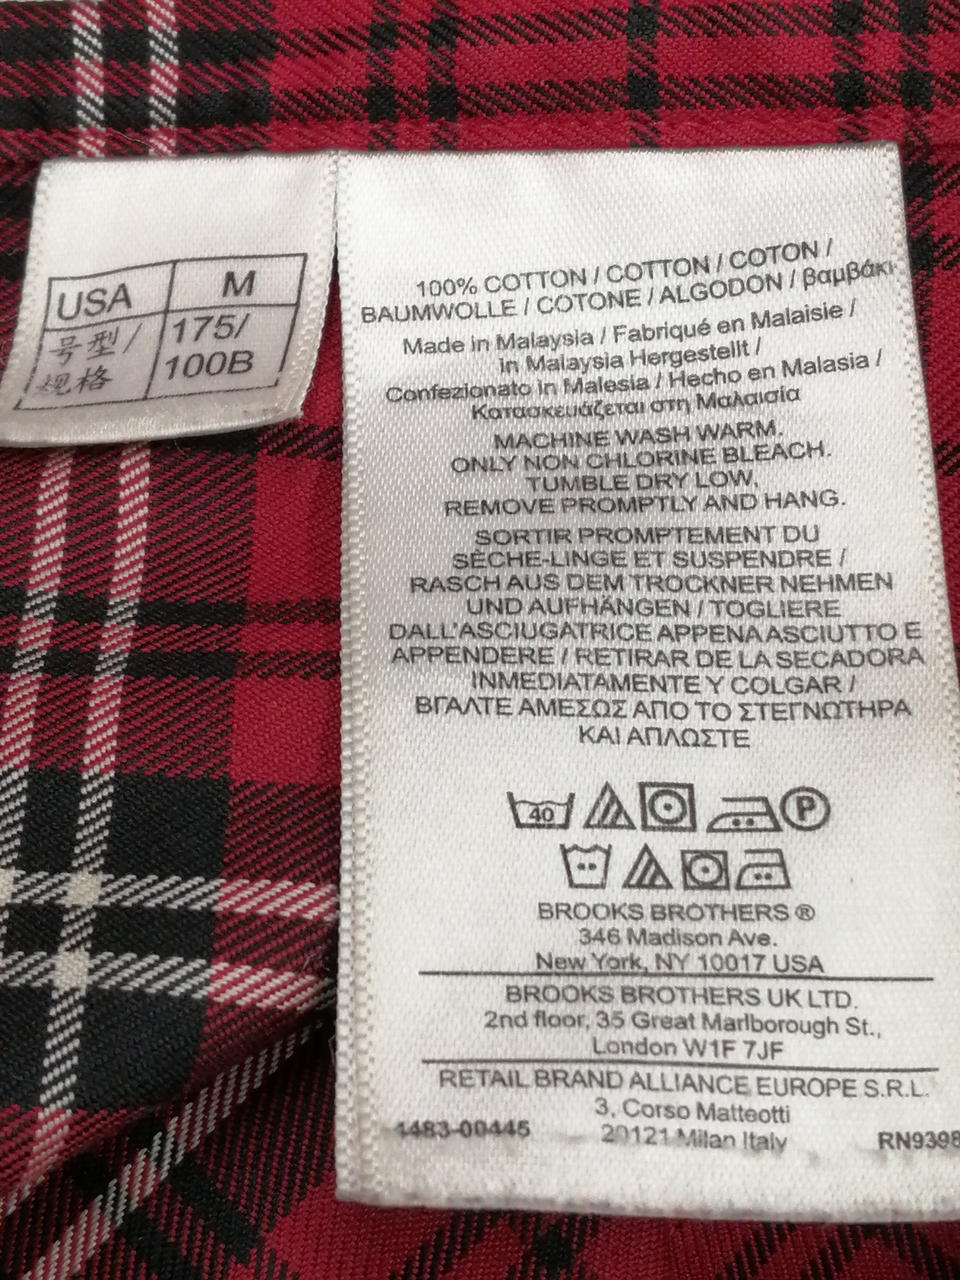 USA M
号型/ 175/
规格 100B
100% COTTON / COTTON / COTON /
BAUMWOLLE / COTONE / ALGODON / βαμβάκι
Made in Malaysia / Fabriqué en Malaisie /
in Malaysia Hergestellt /
Confezionato in Malesia / Hecho en Malasia /
Κατασκευάζεται στη Μαλαισία
MACHINE WASH WARM.
ONLY NON CHLORINE BLEACH.
TUMBLE DRY LOW,
REMOVE PROMPTLY AND HANG.
SORTIR PROMPTEMENT DU
SÈCHE-LINGE ET SUSPENDRE /
RASCH AUS DEM TROCKNER NEHMEN
UND AUFHÄNGEN / TOGLIERE
DALL'ASCIUGATRICE APPENA ASCIUTTO E
APPENDERE / RETIRAR DE LA SECADORA
INMEDIATAMENTE Y COLGAR /
ΒΓΑΛΤΕ ΑΜΕΣΩΣ ΑΠΟ ΤΟ ΣΤΕΓΝΩΤΗΡΑ
ΚΑΙ ΑΠΛΩΣΤΕ
40 P
BROOKS BROTHERS ®
346 Madison Ave.
New York, NY 10017 USA
BROOKS BROTHERS UK LTD.
2nd floor, 35 Great Marlborough St.,
London W1F 7JF
RETAIL BRAND ALLIANCE EUROPE S.R.L.
3, Corso Matteotti
1483-00445 20121 Milan Italy RN9398